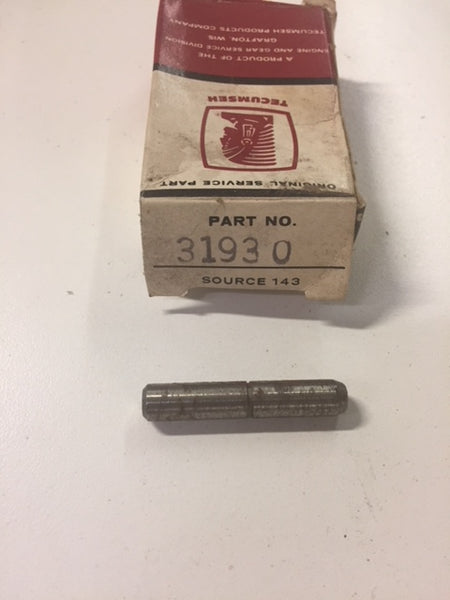 TECUMSEH PRODUCTS COMPANY
GRAFTON, WIS.
ENGINE AND GEAR SERVICE DIVISION
A PRODUCT OF THE
TECUMSEH
ORIGINAL SERVICE PART
PART NO.
31930
SOURCE 143